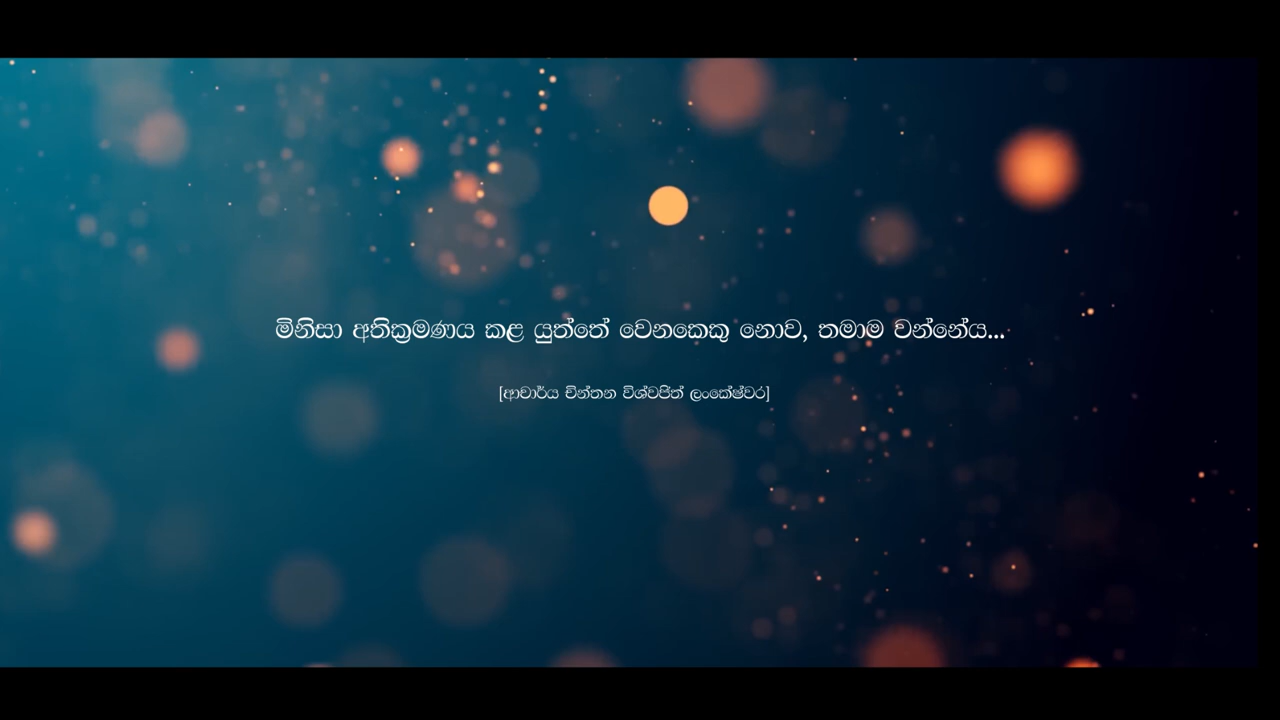 මිනිසා අතික්‍රමණය කළ යුත්තේ වෙනකෙකු නොව, තමාම වන්නේය...
[ආචාර්ය චින්තන විශ්වජිත් ලංකේෂ්වර]